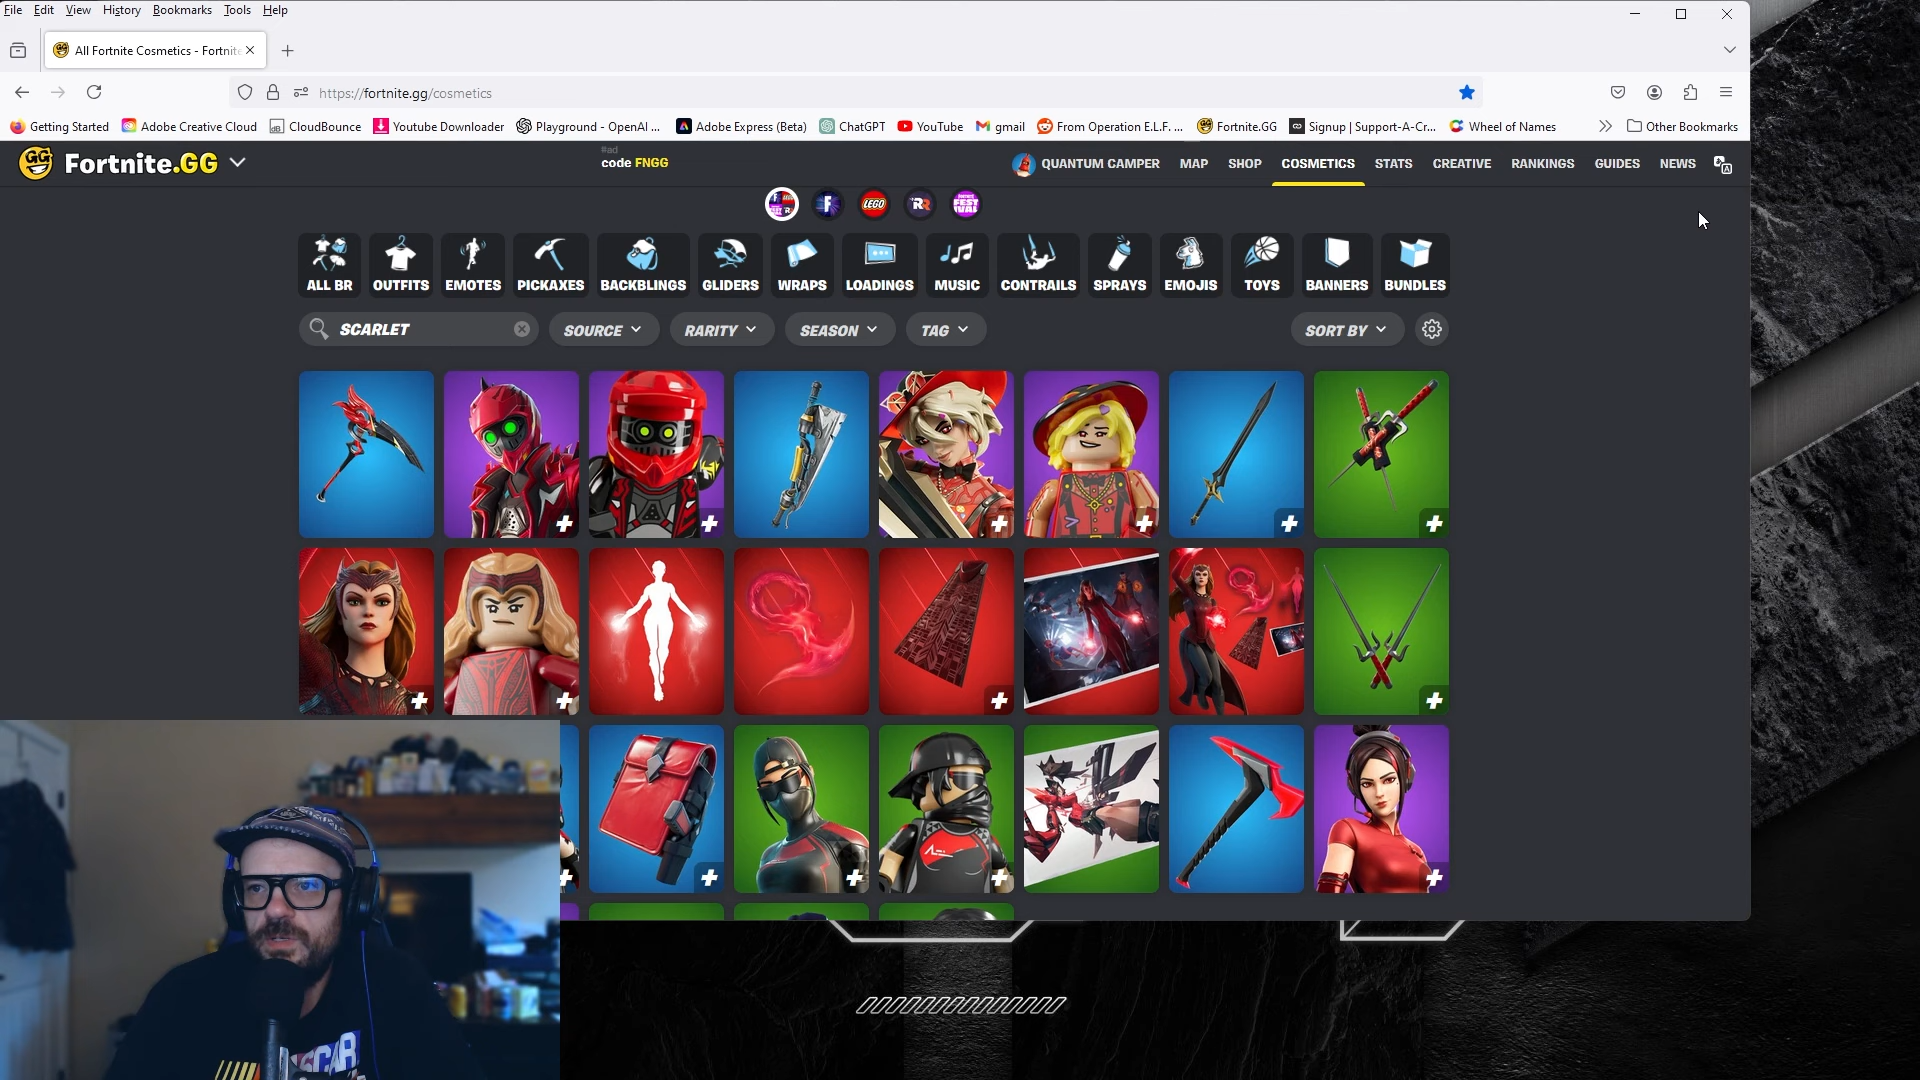 File Edit View History Bookmarks Tools Help
All Fortnite Cosmetics - Fortnite
https://fortnite.gg/cosmetics
Getting Started Adobe Creative Cloud CloudBounce Youtube Downloader Playground - OpenAI ... Adobe Express (Beta) ChatGPT YouTube gmail From Operation E.L.F. ... Fortnite.GG Signup | Support-A-Cr... Wheel of Names Other Bookmarks
Fortnite.GG
#ad
code FNGG
QUANTUM CAMPER MAP SHOP COSMETICS STATS CREATIVE RANKINGS GUIDES NEWS
LEGO
FESTIVAL
ALL BR OUTFITS EMOTES PICKAXES BACKBLINGS GLIDERS WRAPS LOADINGS MUSIC CONTRAILS SPRAYS EMOJIS TOYS BANNERS BUNDLES
SCARLET SOURCE RARITY SEASON TAG SORT BY